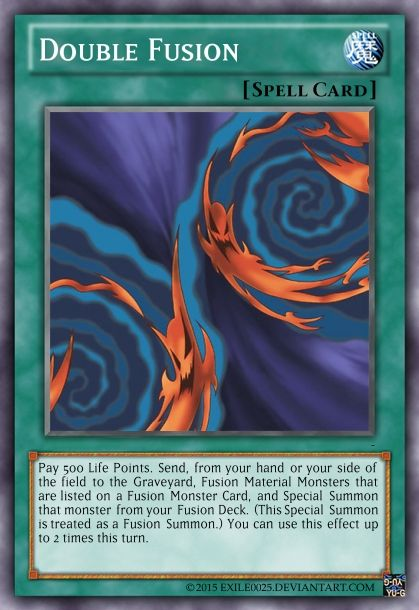 Double Fusion
魔
[Spell Card]
Pay 500 Life Points. Send, from your hand or your side of
the field to the Graveyard, Fusion Material Monsters that
are listed on a Fusion Monster Card, and Special Summon
that monster from your Fusion Deck. (This Special Summon
is treated as a Fusion Summon.) You can use this effect up
to 2 times this turn.
©2015 EXILE0025.DEVIANTART.COM